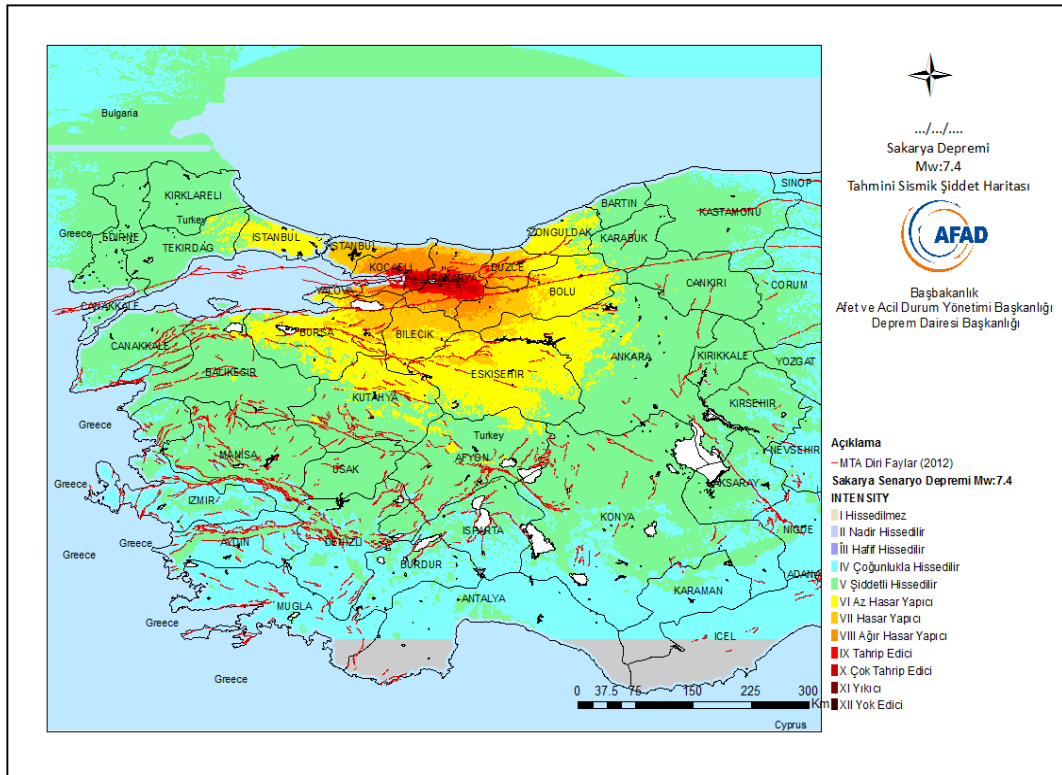 Bulgaria
KIRKLARELI
Turkey
Greece
EDIRNE
TEKIRDAG
ISTANBUL
ISTANBUL
KOCAELI
SAKARYA
DUZCE
ZONGULDAK
BARTIN
KARABUK
KASTAMONU
SINOP
YALOVA
BOLU
CANKIRI
CORUM
CANAKKALE
CANAKKALE
BURSA
BILECIK
ESKISEHIR
ANKARA
KIRIKKALE
YOZGAT
BALIKESIR
KUTAHYA
KIRSEHIR
Greece
Turkey
NEVSEHIR
MANISA
USAK
AFYON
AKSARAY
Greece
IZMIR
KONYA
NIGDE
ISPARTA
Greece
Greece
AYDIN
DENIZLI
BURDUR
KARAMAN
ADANA
ANTALYA
MUGLA
Greece
ICEL
Greece
0 37.5 75 150 225 300
Km
Cyprus
.../.../....
Sakarya Depremi
Mw:7.4
Tahmini Sismik Şiddet Haritası
AFAD
Başbakanlık
Afet ve Acil Durum Yönetimi Başkanlığı
Deprem Dairesi Başkanlığı
Açıklama
MTA Diri Faylar (2012)
Sakarya Senaryo Depremi Mw:7.4
INTENSITY
I Hissedilmez
II Nadir Hissedilir
III Hafif Hissedilir
IV Çoğunlukla Hissedilir
V Şiddetli Hissedilir
VI Az Hasar Yapıcı
VII Hasar Yapıcı
VIII Ağır Hasar Yapıcı
IX Tahrip Edici
X Çok Tahrip Edici
XI Yıkıcı
XII Yok Edici